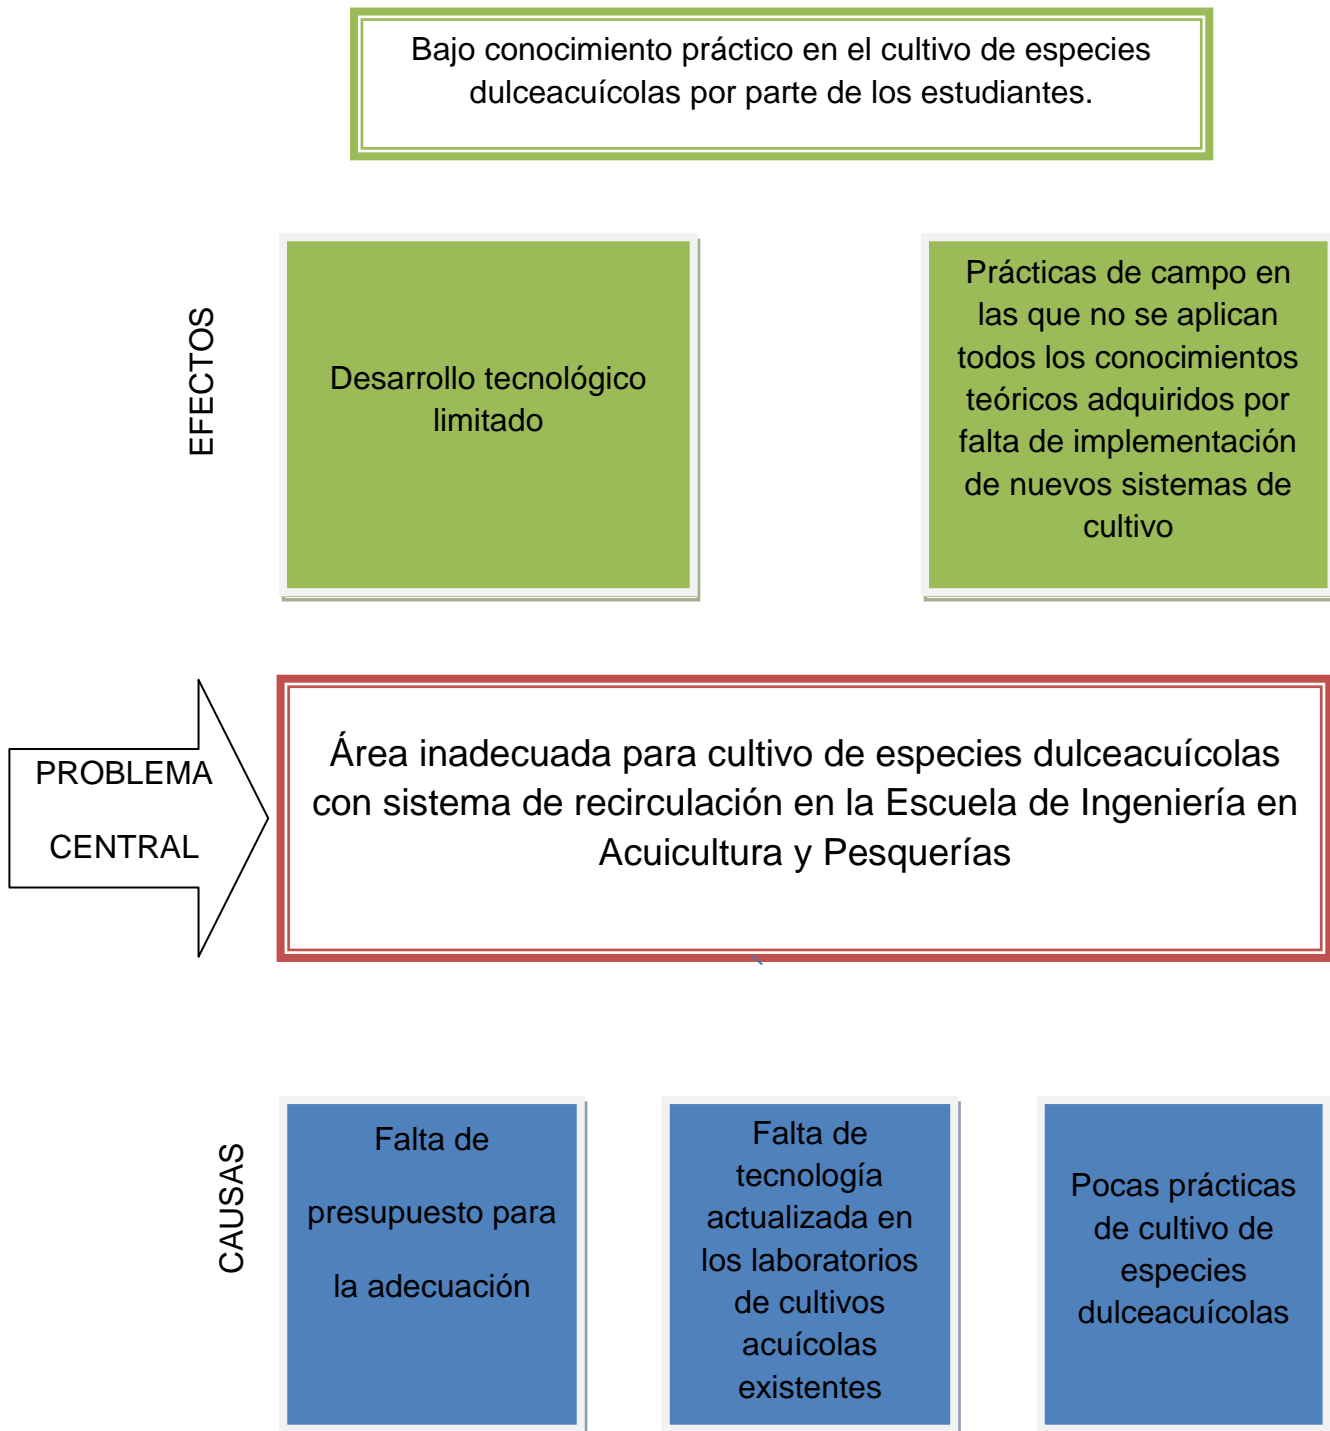 Bajo conocimiento práctico en el cultivo de especies
dulceacuícolas por parte de los estudiantes.
EFECTOS
Desarrollo tecnológico
limitado
Prácticas de campo en
las que no se aplican
todos los conocimientos
teóricos adquiridos por
falta de implementación
de nuevos sistemas de
cultivo
PROBLEMA
CENTRAL
Área inadecuada para cultivo de especies dulceacuícolas
con sistema de recirculación en la Escuela de Ingeniería en
Acuicultura y Pesquerías
CAUSAS
Falta de
presupuesto para
la adecuación
Falta de
tecnología
actualizada en
los laboratorios
de cultivos
acuícolas
existentes
Pocas prácticas
de cultivo de
especies
dulceacuícolas